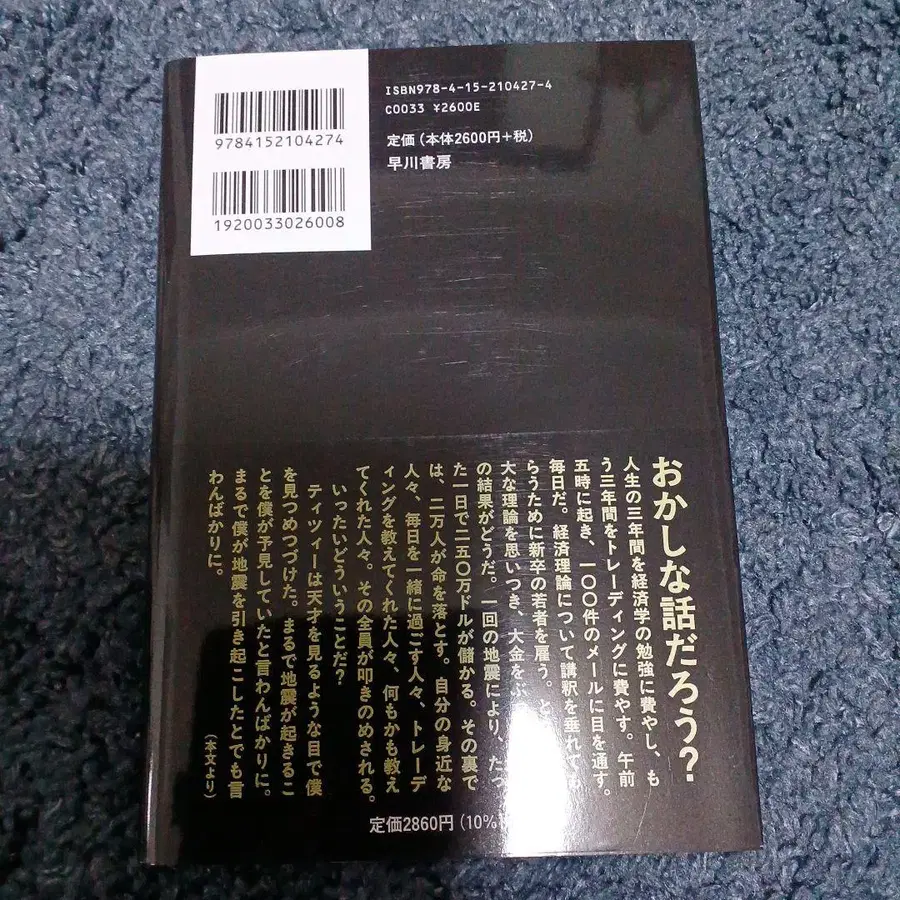 ISBN978-4-15-210427-4
C0033 ¥2600E
定価(本体2600円+税)
早川書房
9784152104274
1920033026008
おかしな話だろう?
人生の三年間を経済学の勉強に費やし、も
う三年間をトレーディングに費やす。午前
五時に起き、一〇〇件のメールに目を通す。
毎日だ。経済理論について講釈を垂れても
らうために新卒の若者を雇う。と
大な理論を思いつき、大金をぶ
の結果がどうだ。一回の地震により、たっ
た一日で二五〇万ドルが儲かる。その裏で
は、二万人が命を落とす。自分の身近な
人々、毎日を一緒に過ごす人々、トレーデ
ィングを教えてくれた人々、何もかも教え
てくれた人々。その全員が叩きのめされる。
いったいどういうことだ?
ティツィーは天才を見るような目で僕
を見つめつづけた。まるで地震が起きるこ
とを僕が予見していたと言わんばかりに。
まるで僕が地震を引き起こしたとでも言
わんばかりに。
(本文より)
定価2860円(10%